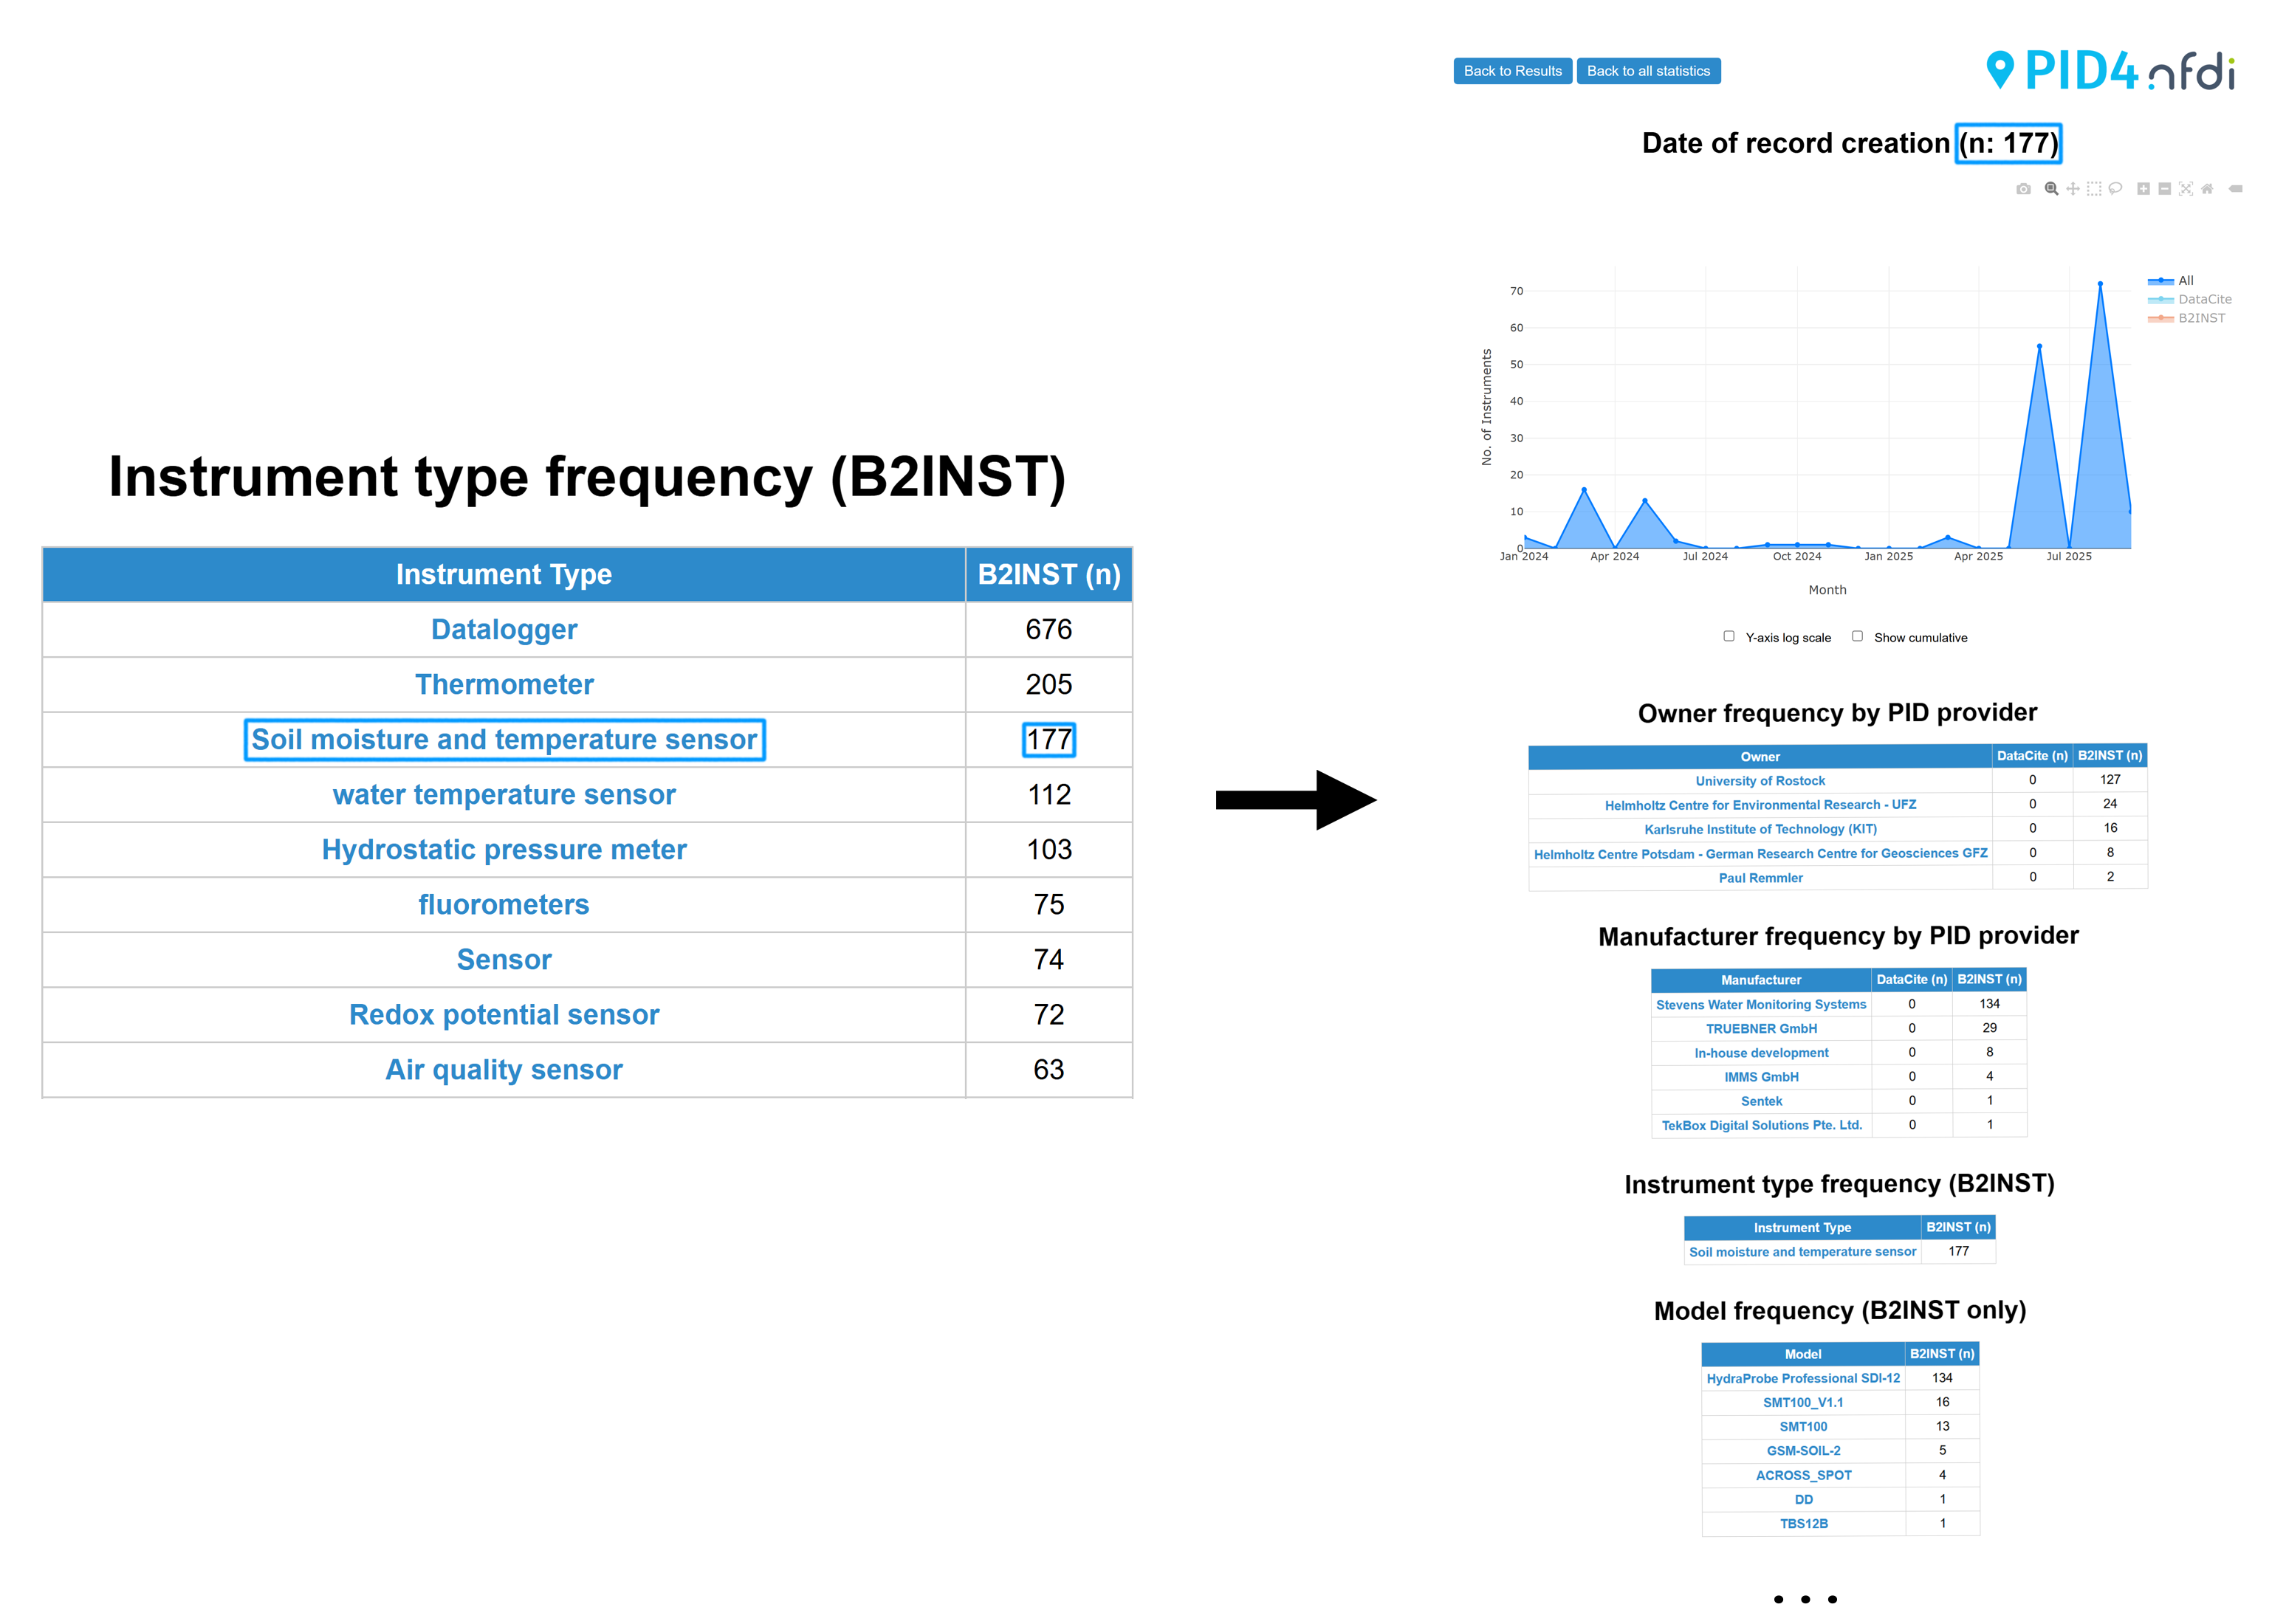 Instrument type frequency (B2INST)
Instrument Type B2INST (n)
Datalogger 676
Thermometer 205
Soil moisture and temperature sensor 177
water temperature sensor 112
Hydrostatic pressure meter 103
fluorometers 75
Sensor 74
Redox potential sensor 72
Air quality sensor 63
Back to Results Back to all statistics
PID4.nfdi
Date of record creation (n: 177)
All
DataCite
B2INST
No. of Instruments
70
60
50
40
30
20
10
0
Jan 2024 Apr 2024 Jul 2024 Oct 2024 Jan 2025 Apr 2025 Jul 2025
Month
Y-axis log scale Show cumulative
Owner frequency by PID provider
Owner DataCite (n) B2INST (n)
University of Rostock 0 127
Helmholtz Centre for Environmental Research - UFZ 0 24
Karlsruhe Institute of Technology (KIT) 0 16
Helmholtz Centre Potsdam - German Research Centre for Geosciences GFZ 0 8
Paul Remmler 0 2
Manufacturer frequency by PID provider
Manufacturer DataCite (n) B2INST (n)
Stevens Water Monitoring Systems 0 134
TRUEBNER GmbH 0 29
In-house development 0 8
IMMS GmbH 0 4
Sentek 0 1
TekBox Digital Solutions Pte. Ltd. 0 1
Instrument type frequency (B2INST)
Instrument Type B2INST (n)
Soil moisture and temperature sensor 177
Model frequency (B2INST only)
Model B2INST (n)
HydraProbe Professional SDI-12 134
SMT100_V1.1 16
SMT100 13
GSM-SOIL-2 5
ACROSS_SPOT 4
DD 1
TBS12B 1
. . .